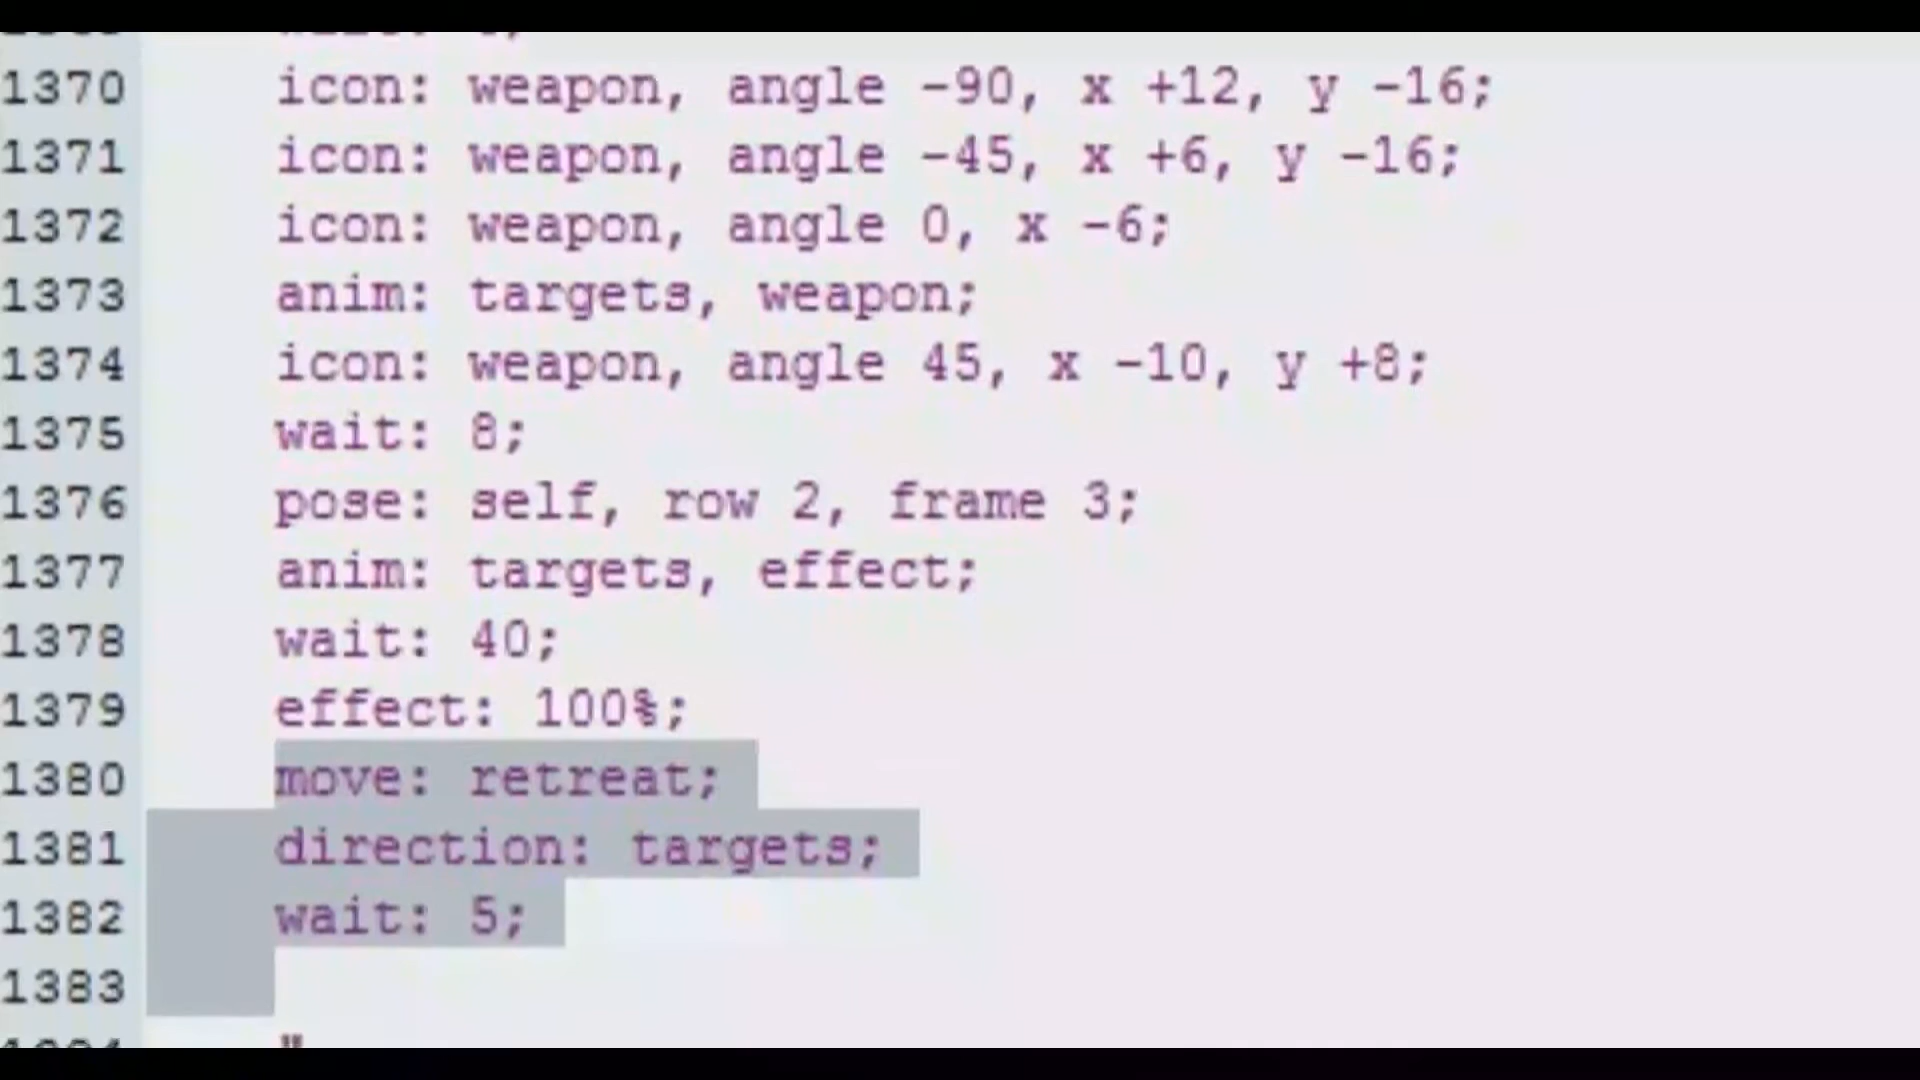 1370 icon: weapon, angle -90, x +12, y -16;
1371 icon: weapon, angle -45, x +6, y -16;
1372 icon: weapon, angle 0, x -6;
1373 anim: targets, weapon;
1374 icon: weapon, angle 45, x -10, y +8;
1375 wait: 8;
1376 pose: self, row 2, frame 3;
1377 anim: targets, effect;
1378 wait: 40;
1379 effect: 100%;
1380 move: retreat;
1381 direction: targets;
1382 wait: 5;
1383